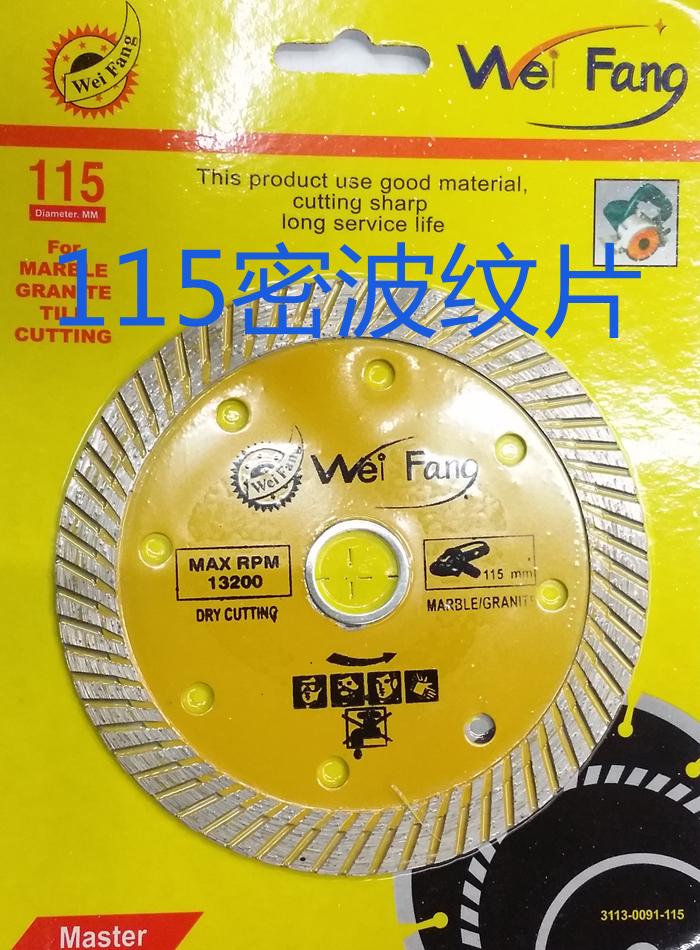 Wei Fang
Wei Fang
115
Diameter. MM
This product use good material,
cutting sharp
long service life
For
MARBLE
GRANITE
TIL
CUTTING
115密波纹片
Wei Fang
Wei Fang
MAX RPM
13200
DRY CUTTING
115 mm
MARBLE/GRANITE
3113-0091-115
Master